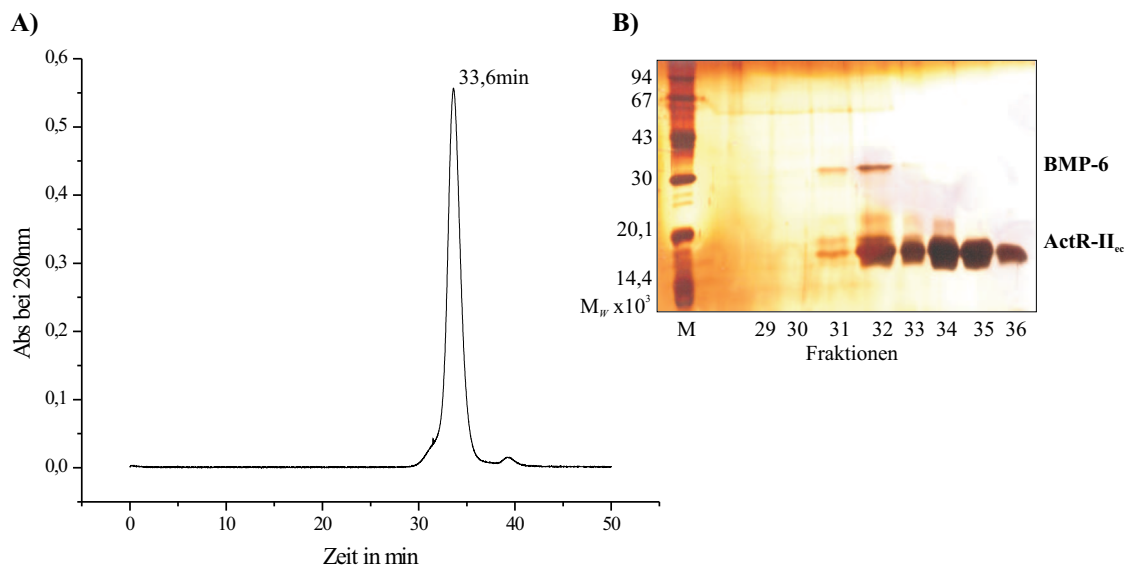 A)
0,6
0,5
0,4
0,3
0,2
0,1
0,0
Abs bei 280nm
33,6min
0 10 20 30 40 50
Zeit in min
B)
94
67
43
30
20,1
14,4
M_W x10³
BMP-6
ActR-II_ec
M 29 30 31 32 33 34 35 36
Fraktionen